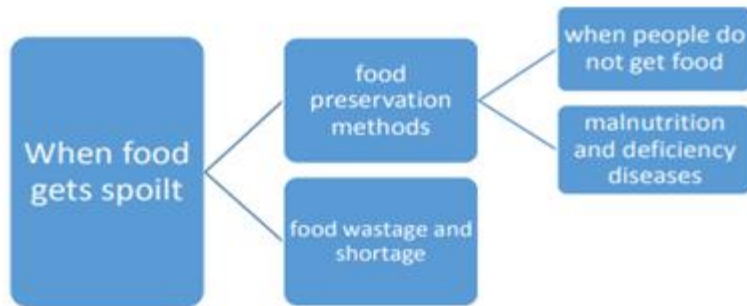 When food
gets spoilt
food
preservation
methods
food wastage and
shortage
when people do
not get food
malnutrition
and deficiency
diseases